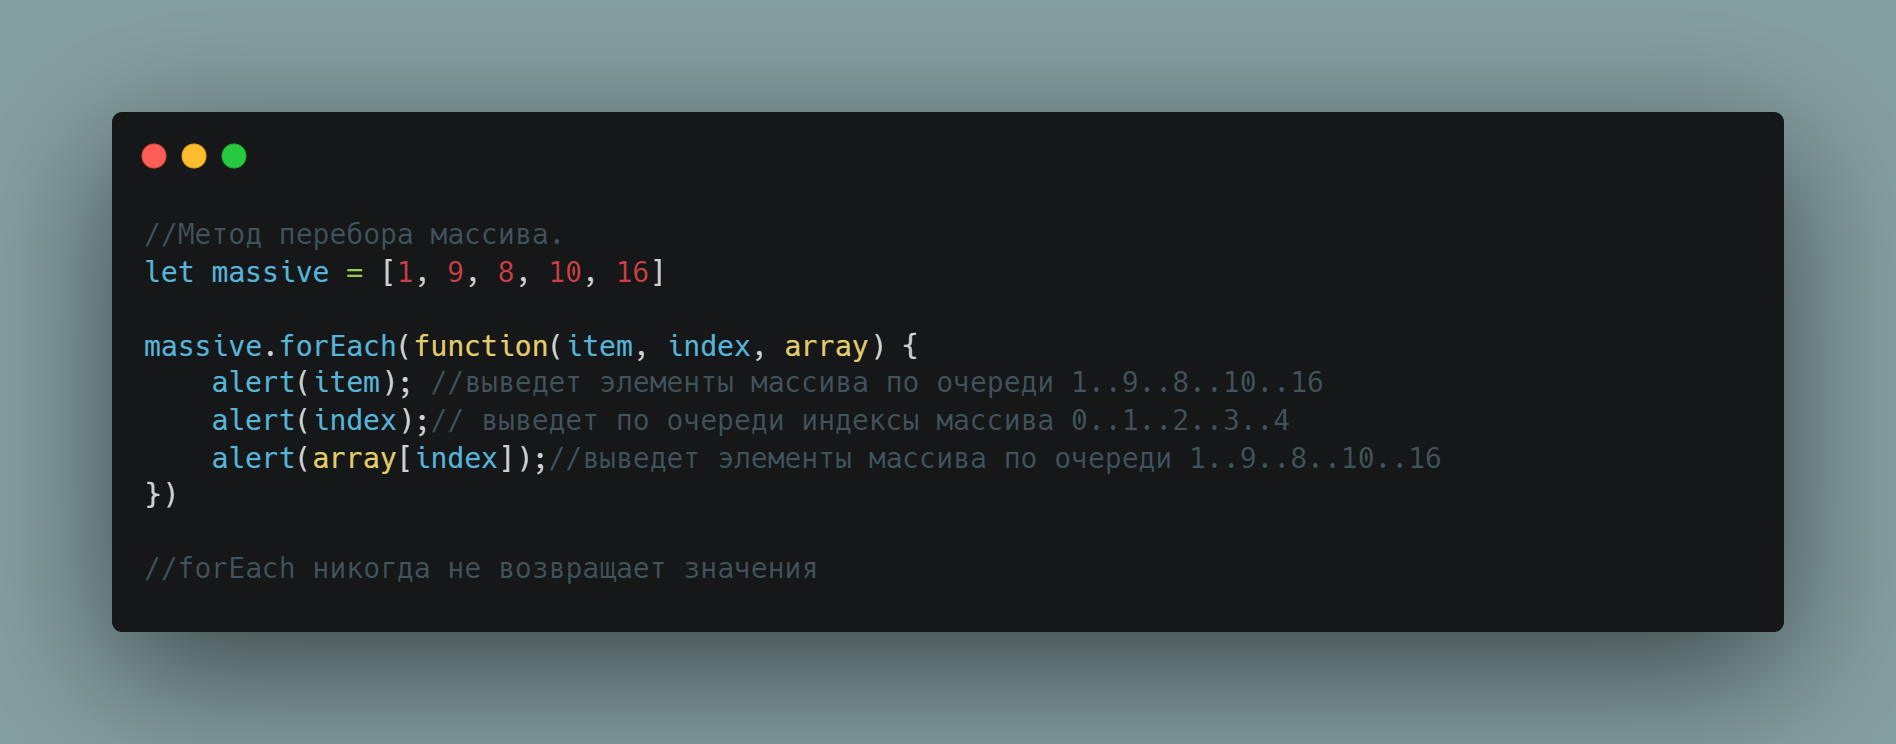 //Метод перебора массива.
let massive = [1, 9, 8, 10, 16]
massive.forEach(function(item, index, array) {
    alert(item); //выведет элементы массива по очереди 1..9..8..10..16
    alert(index);// выведет по очереди индексы массива 0..1..2..3..4
    alert(array[index]);//выведет элементы массива по очереди 1..9..8..10..16
})
//forEach никогда не возвращает значения